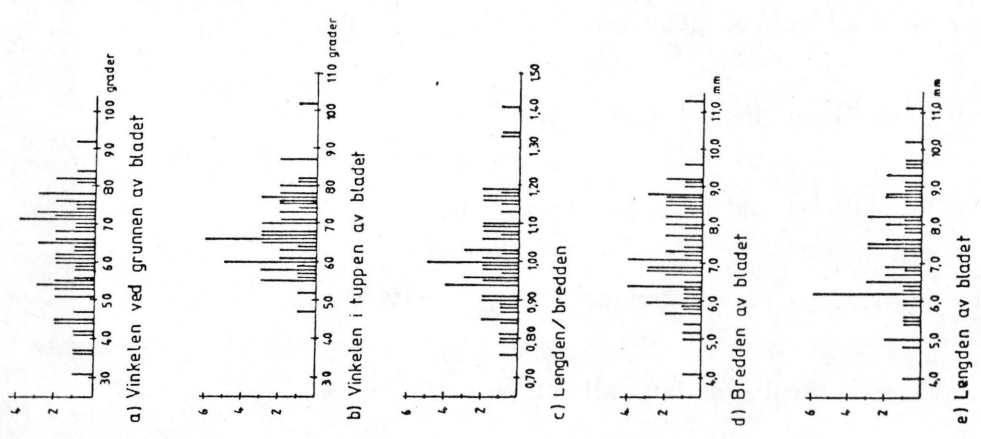 4
2
30 40 50 60 70 80 90 100 grader
a) Vinkelen ved grunnen av bladet
6
4
2
30 40 50 60 70 80 90 100 110 grader
b) Vinkelen i tuppen av bladet
6
4
2
0,70 0,80 0,90 1,00 1,10 1,20 1,30 1,40 1,50
c) Lengden/bredden
4
2
4,0 5,0 6,0 7,0 8,0 9,0 10,0 11,0 mm
d) Bredden av bladet
6
4
2
4,0 5,0 6,0 7,0 8,0 9,0 10,0 11,0 mm
e) Lengden av bladet